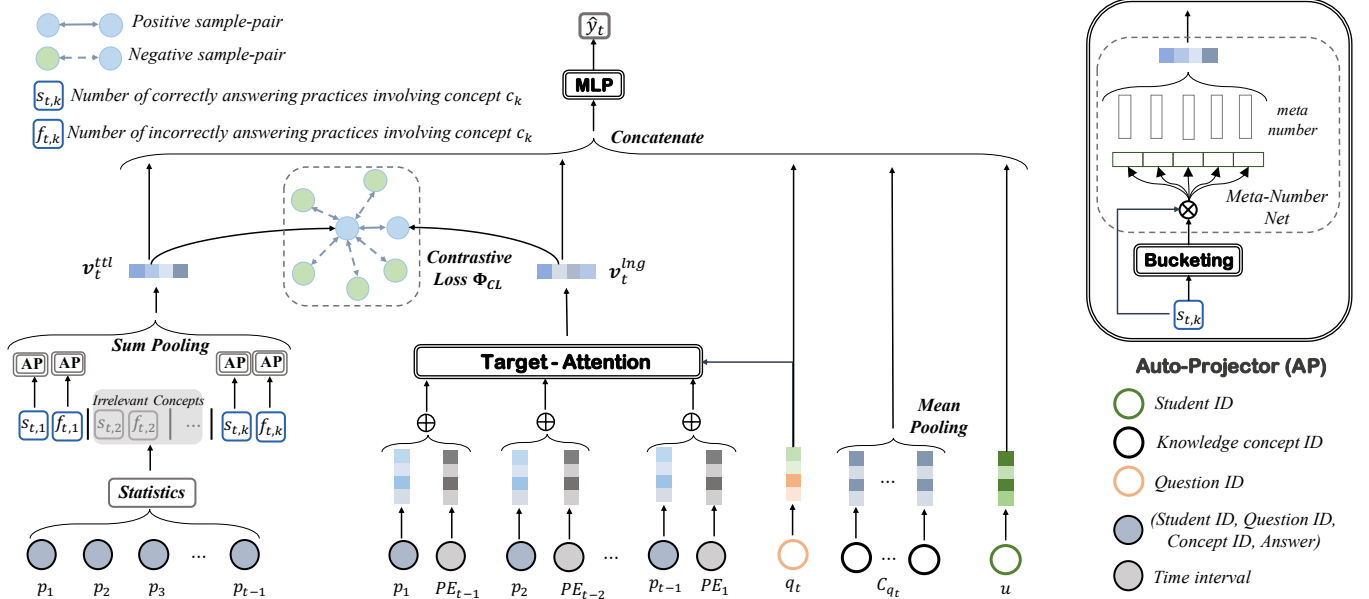 Positive sample-pair
Negative sample-pair
s_{t,k} Number of correctly answering practices involving concept c_k
f_{t,k} Number of incorrectly answering practices involving concept c_k
ŷ_t
MLP
Concatenate
v_t^{ttl}
Contrastive
Loss Φ_{CL}
v_t^{lng}
Sum Pooling
AP AP AP AP
Irrelevant Concepts
s_{t,1} f_{t,1} | s_{t,2} f_{t,2} | ... | s_{t,k} f_{t,k}
Statistics
p_1 p_2 p_3 ... p_{t-1}
Target - Attention
⊕ ⊕ ⊕
Mean
Pooling
...
... ...
p_1 PE_{t-1} p_2 PE_{t-2} p_{t-1} PE_1 q_t C_{q_t} u
meta
number
Meta-Number
Net
⊗
Bucketing
s_{t,k}
Auto-Projector (AP)
Student ID
Knowledge concept ID
Question ID
(Student ID, Question ID,
Concept ID, Answer)
Time interval